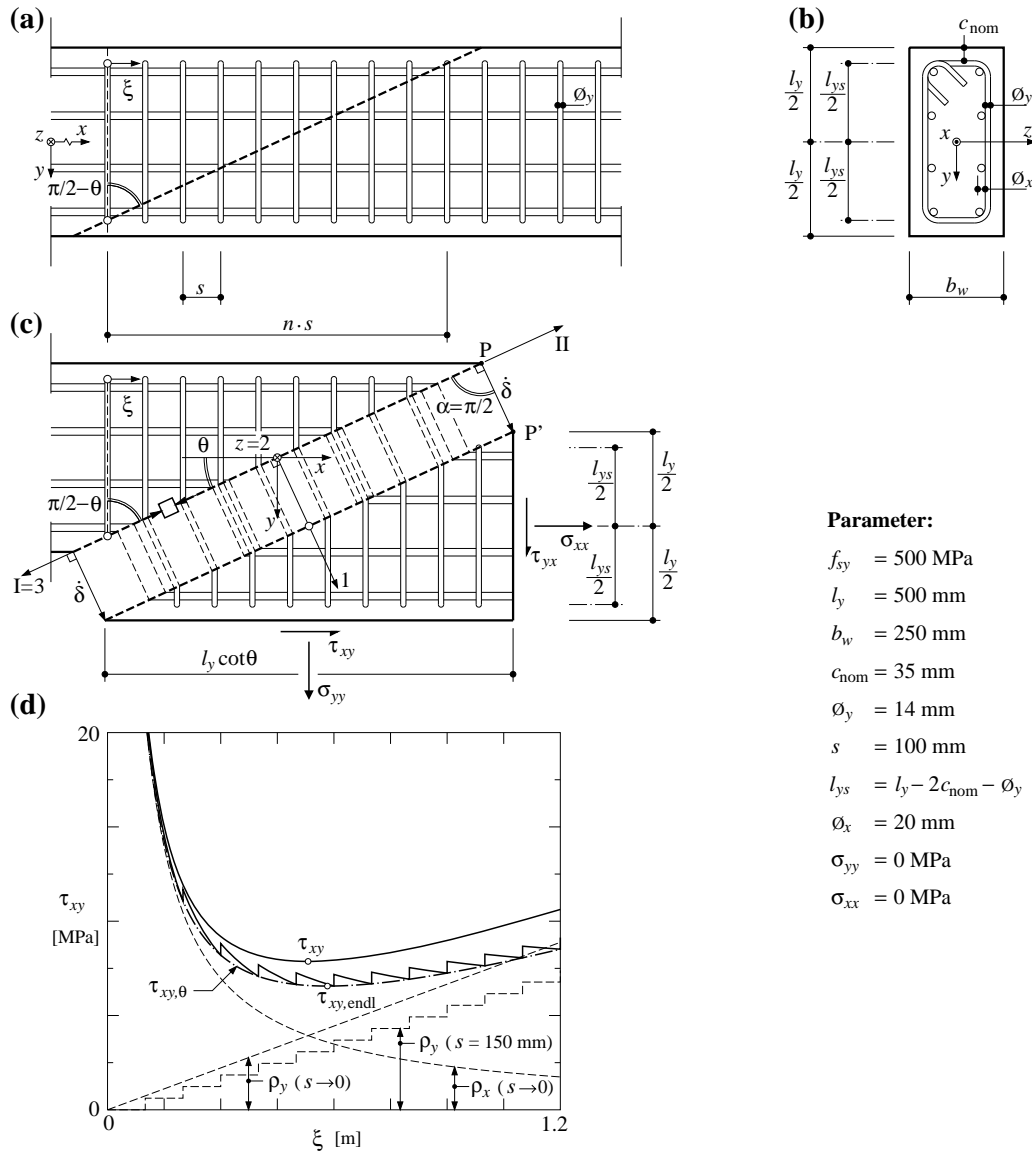 (a)
ξ
Øy
z
x
y
π/2−θ
s
n · s
(b)
cnom
ly/2
lys/2
Øy
x
z
y
Øx
ly/2
lys/2
bw
(c)
II
P
δ̇
ξ
α=π/2
P'
θ
z=2
x
π/2−θ
y
lys/2
ly/2
σxx
τyx
lys/2
ly/2
1
I=3
δ̇
τxy
ly cotθ
σyy
Parameter:
fsy = 500 MPa
ly = 500 mm
bw = 250 mm
cnom = 35 mm
Øy = 14 mm
s = 100 mm
lys = ly − 2cnom − Øy
Øx = 20 mm
σyy = 0 MPa
σxx = 0 MPa
(d)
20
τxy
[MPa]
τxy
τxy,θ
τxy,endl
ρy ( s = 150 mm)
ρy ( s →0)
ρx ( s →0)
0
0
1.2
ξ [m]